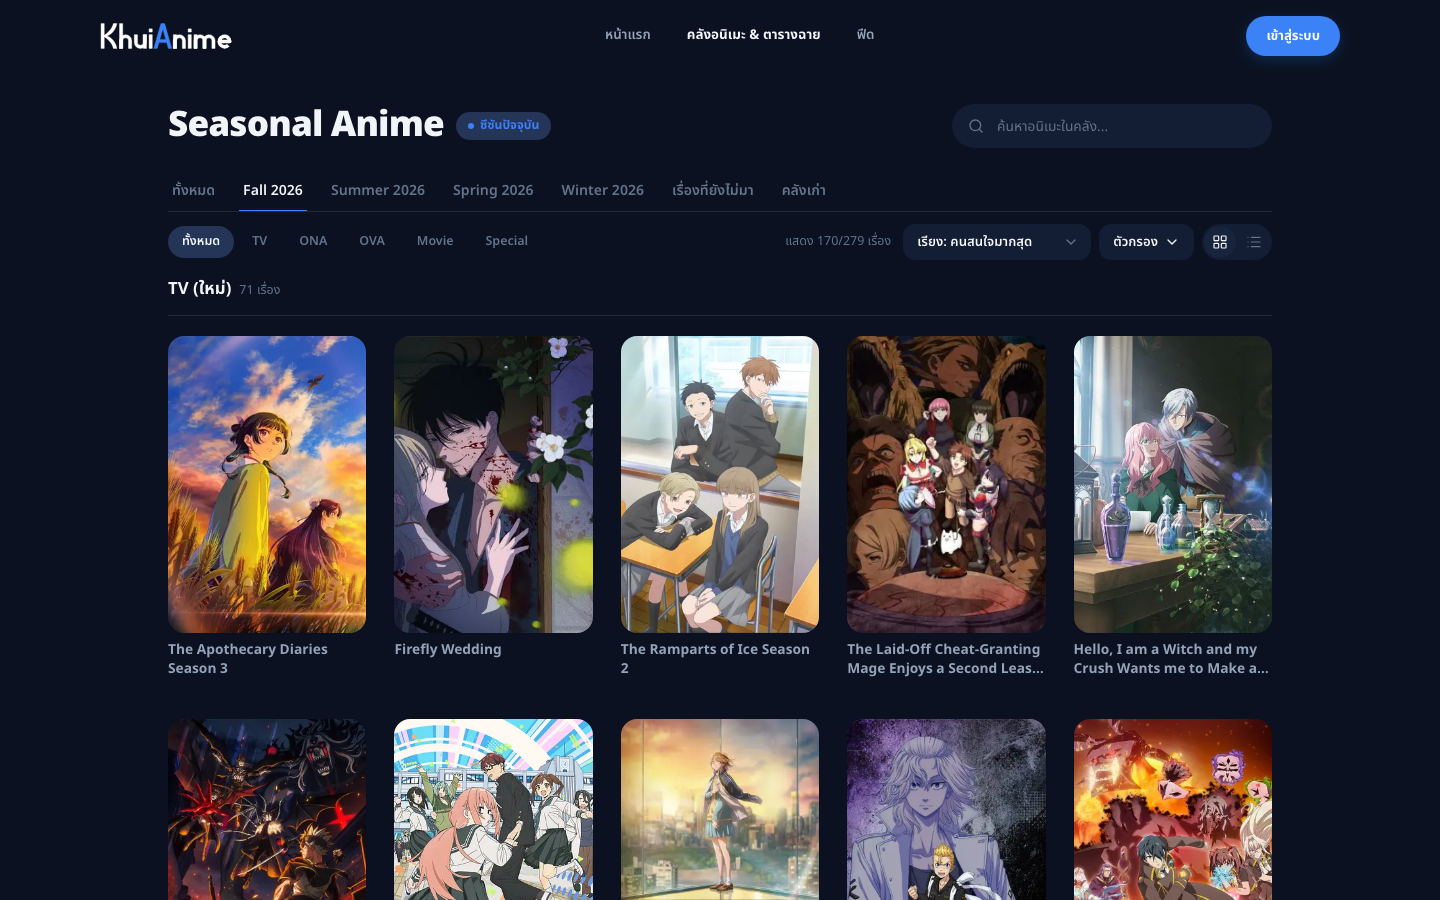 KhuiAnime
หน้าแรก
คลังอนิเมะ & ตารางฉาย
ฟีด
เข้าสู่ระบบ
Seasonal Anime
ซีซันปัจจุบัน
ค้นหาอนิเมะในคลัง...
ทั้งหมด
Fall 2026
Summer 2026
Spring 2026
Winter 2026
เรื่องที่ยังไม่มา
คลังเก่า
ทั้งหมด
TV
ONA
OVA
Movie
Special
แสดง 170/279 เรื่อง
เรียง: คนสนใจมากสุด
ตัวกรอง
TV (ใหม่) 71 เรื่อง
The Apothecary Diaries
Season 3
Firefly Wedding
The Ramparts of Ice Season
2
The Laid-Off Cheat-Granting
Mage Enjoys a Second Leas...
Hello, I am a Witch and my
Crush Wants me to Make a...